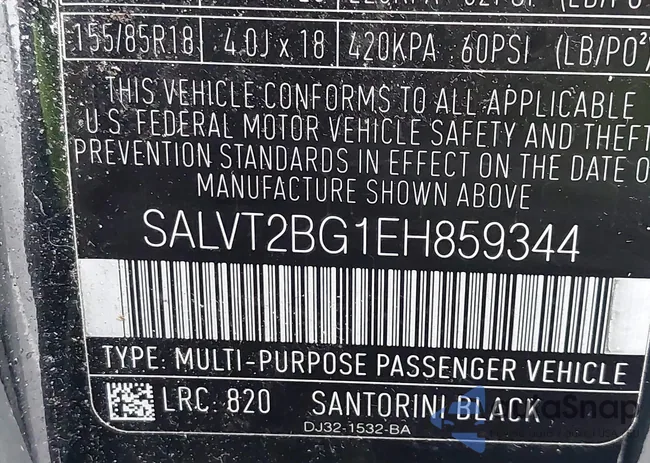 155/85R18 4.0J x 18 420KPA 60PSI (LB/PO²)
THIS VEHICLE CONFORMS TO ALL APPLICABLE
U.S. FEDERAL MOTOR VEHICLE SAFETY AND THEFT
PREVENTION STANDARDS IN EFFECT ON THE DATE O
MANUFACTURE SHOWN ABOVE
SALVT2BG1EH859344
TYPE: MULTI-PURPOSE PASSENGER VEHICLE
LRC: 820 SANTORINI BLACK
DJ32-1532-BA